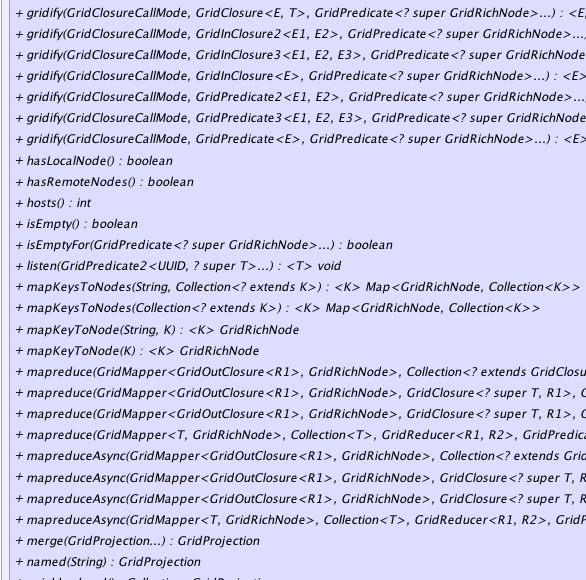 + gridify(GridClosureCallMode, GridClosure<E, T>, GridPredicate<? super GridRichNode>...) : <E,
+ gridify(GridClosureCallMode, GridInClosure2<E1, E2>, GridPredicate<? super GridRichNode>...)
+ gridify(GridClosureCallMode, GridInClosure3<E1, E2, E3>, GridPredicate<? super GridRichNode
+ gridify(GridClosureCallMode, GridInClosure<E>, GridPredicate<? super GridRichNode>...) : <E>
+ gridify(GridClosureCallMode, GridPredicate2<E1, E2>, GridPredicate<? super GridRichNode>...
+ gridify(GridClosureCallMode, GridPredicate3<E1, E2, E3>, GridPredicate<? super GridRichNode
+ gridify(GridClosureCallMode, GridPredicate<E>, GridPredicate<? super GridRichNode>...) : <E>
+ hasLocalNode() : boolean
+ hasRemoteNodes() : boolean
+ hosts() : int
+ isEmpty() : boolean
+ isEmptyFor(GridPredicate<? super GridRichNode>...) : boolean
+ listen(GridPredicate2<UUID, ? super T>...) : <T> void
+ mapKeysToNodes(String, Collection<? extends K>) : <K> Map<GridRichNode, Collection<K>>
+ mapKeysToNodes(Collection<? extends K>) : <K> Map<GridRichNode, Collection<K>>
+ mapKeyToNode(String, K) : <K> GridRichNode
+ mapKeyToNode(K) : <K> GridRichNode
+ mapreduce(GridMapper<GridOutClosure<R1>, GridRichNode>, Collection<? extends GridClosu
+ mapreduce(GridMapper<GridOutClosure<R1>, GridRichNode>, GridClosure<? super T, R1>, C
+ mapreduce(GridMapper<GridOutClosure<R1>, GridRichNode>, GridClosure<? super T, R1>, C
+ mapreduce(GridMapper<T, GridRichNode>, Collection<T>, GridReducer<R1, R2>, GridPredica
+ mapreduceAsync(GridMapper<GridOutClosure<R1>, GridRichNode>, Collection<? extends Grid
+ mapreduceAsync(GridMapper<GridOutClosure<R1>, GridRichNode>, GridClosure<? super T, R
+ mapreduceAsync(GridMapper<GridOutClosure<R1>, GridRichNode>, GridClosure<? super T, R
+ mapreduceAsync(GridMapper<T, GridRichNode>, Collection<T>, GridReducer<R1, R2>, GridP
+ merge(GridProjection...) : GridProjection
+ named(String) : GridProjection